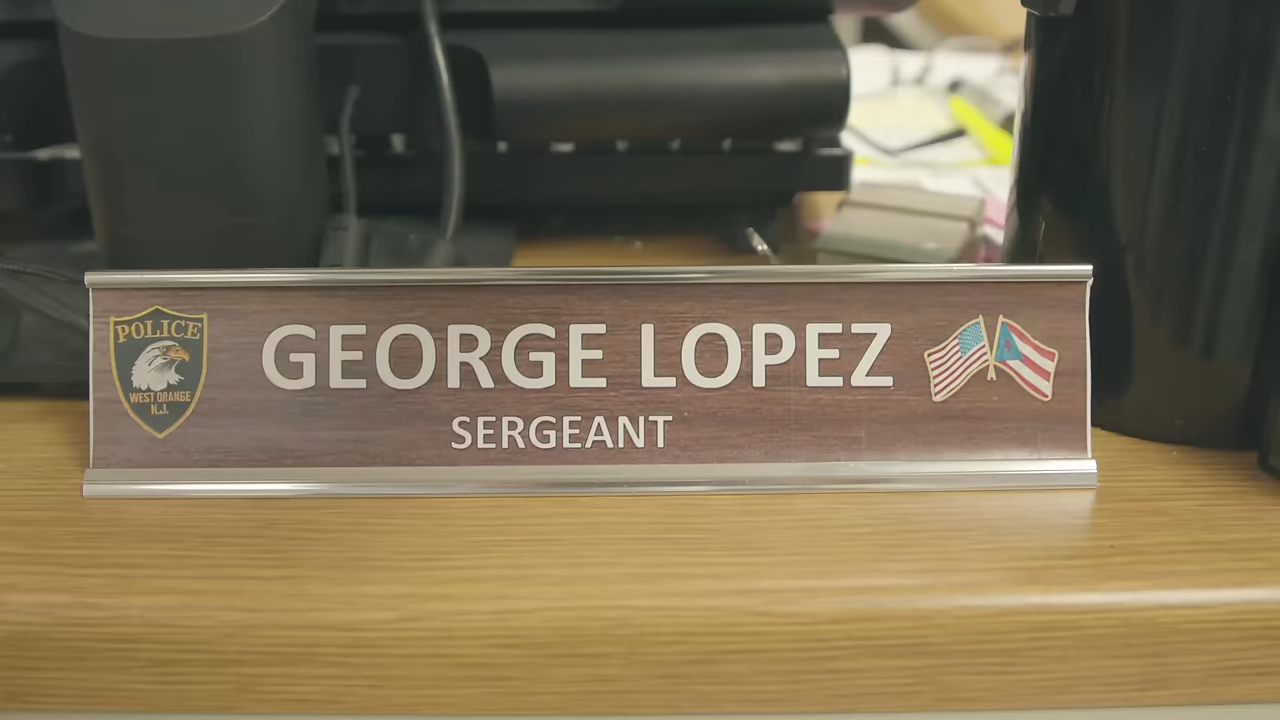 POLICE
WEST ORANGE
N.J.
GEORGE LOPEZ
SERGEANT